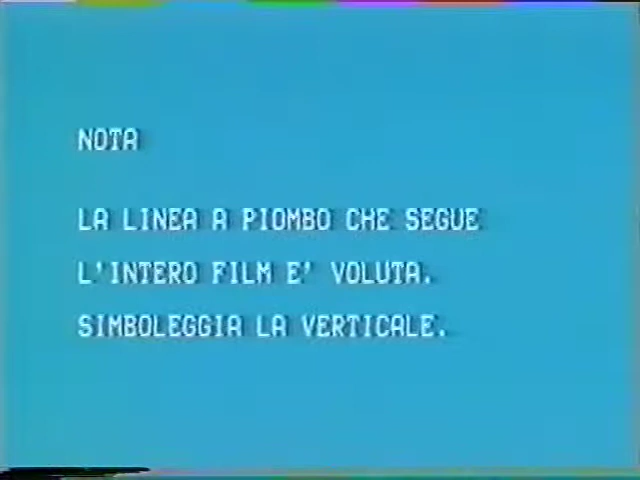 NOTA
LA LINEA A PIOMBO CHE SEGUE
L'INTERO FILM E' VOLUTA.
SIMBOLEGGIA LA VERTICALE.